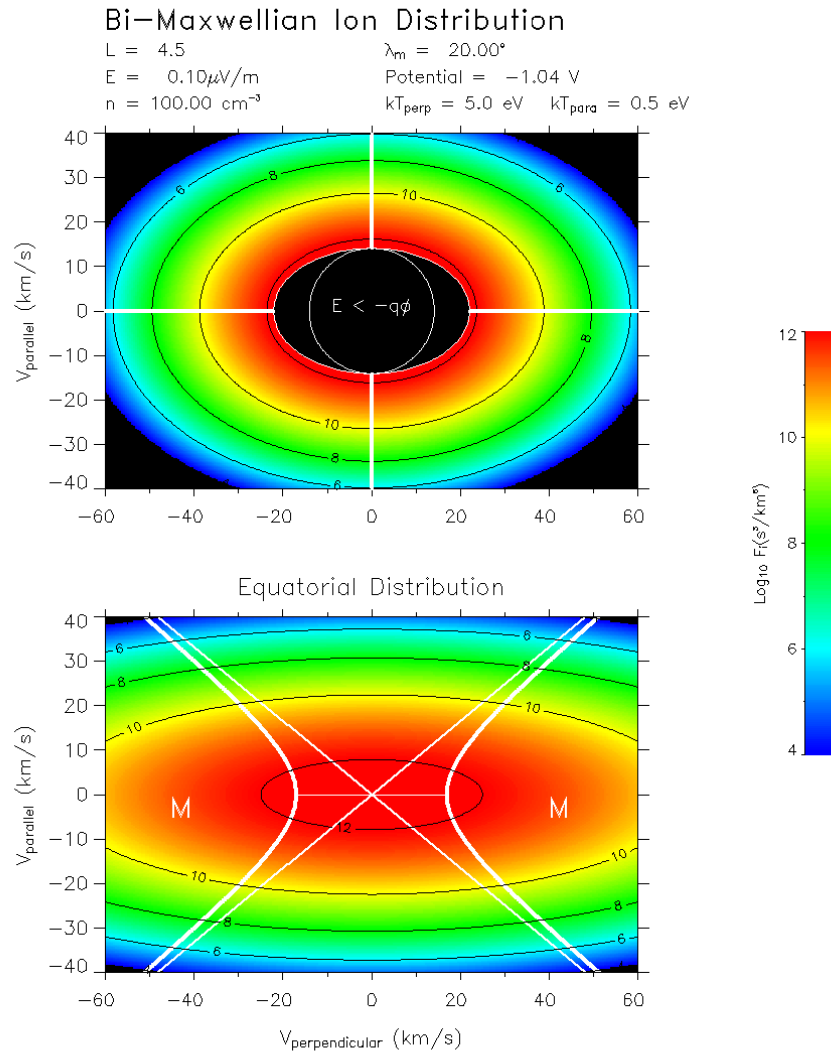 Bi-Maxwellian Ion Distribution
L = 4.5 λm = 20.00°
E = 0.10μV/m Potential = -1.04 V
n = 100.00 cm⁻³ kTperp = 5.0 eV kTpara = 0.5 eV
40
30
20
10
0
-10
-20
-30
-40
Vparallel (km/s)
6
8
10
E < -qϕ
8
10
8
6
-60 -40 -20 0 20 40 60
12
10
8
6
4
Log₁₀ Fi(s³/km⁶)
Equatorial Distribution
40
30
20
10
0
-10
-20
-30
-40
Vparallel (km/s)
6 6
8 8
10 10
M M
12
10 10
8 8
6 6
-60 -40 -20 0 20 40 60
Vperpendicular (km/s)